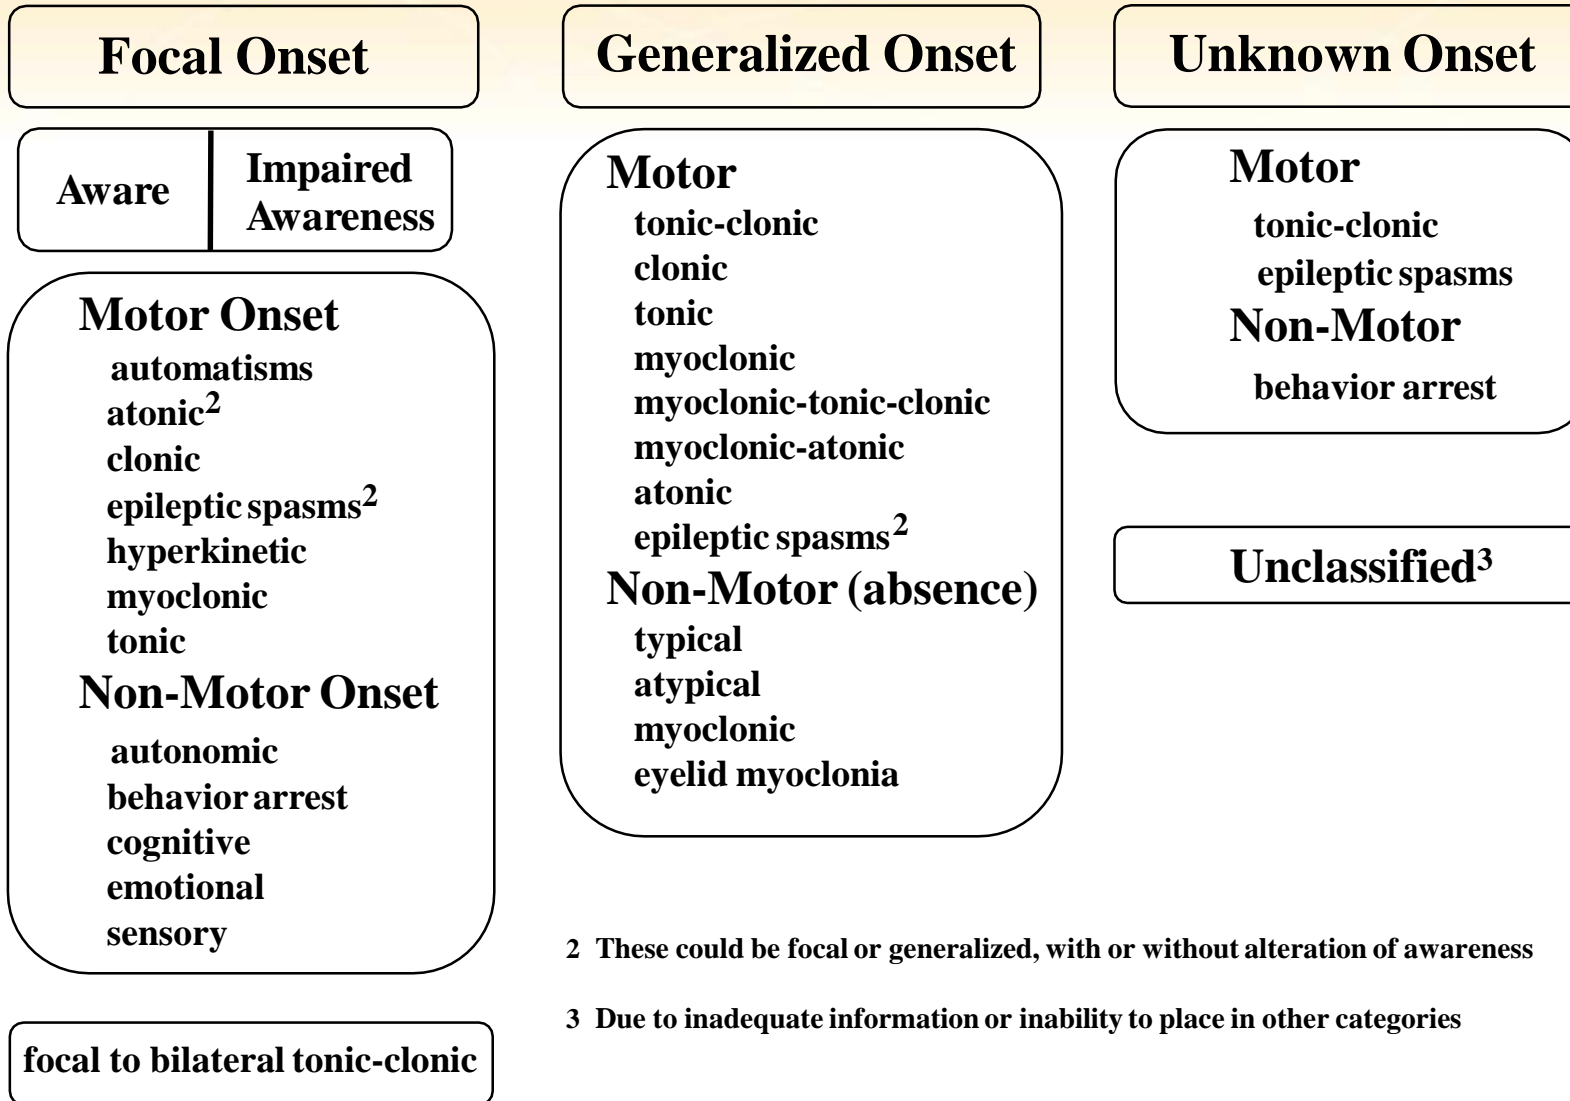 Focal Onset
Aware
Impaired
Awareness
Motor Onset
automatisms
atonic²
clonic
epileptic spasms²
hyperkinetic
myoclonic
tonic
Non-Motor Onset
autonomic
behavior arrest
cognitive
emotional
sensory
focal to bilateral tonic-clonic
Generalized Onset
Motor
tonic-clonic
clonic
tonic
myoclonic
myoclonic-tonic-clonic
myoclonic-atonic
atonic
epileptic spasms²
Non-Motor (absence)
typical
atypical
myoclonic
eyelid myoclonia
Unknown Onset
Motor
tonic-clonic
epileptic spasms
Non-Motor
behavior arrest
Unclassified³
2 These could be focal or generalized, with or without alteration of awareness
3 Due to inadequate information or inability to place in other categories